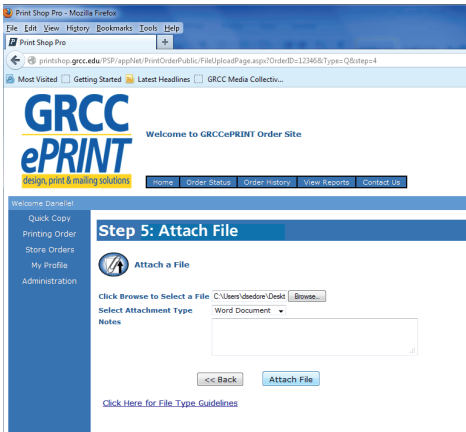 Print Shop Pro - Mozilla Firefox
File Edit View History Bookmarks Tools Help
Print Shop Pro +
printshop.grcc.edu/PSP/appNet/PrintOrderPublic/FileUploadPage.aspx?OrderID=12346&Type=Q&step=4
Most Visited Getting Started Latest Headlines GRCC Media Collectiv...
GRCC
ePRINT
design, print & mailing solutions
Welcome to GRCCePRINT Order Site
Home Order Status Order History View Reports Contact Us
Welcome Danelle!
Quick Copy
Printing Order
Store Orders
My Profile
Administration
Step 5: Attach File
Attach a File
Click Browse to Select a File C:\Users\dsedore\Deskt Browse...
Select Attachment Type Word Document
Notes
<< Back Attach File
Click Here for File Type Guidelines